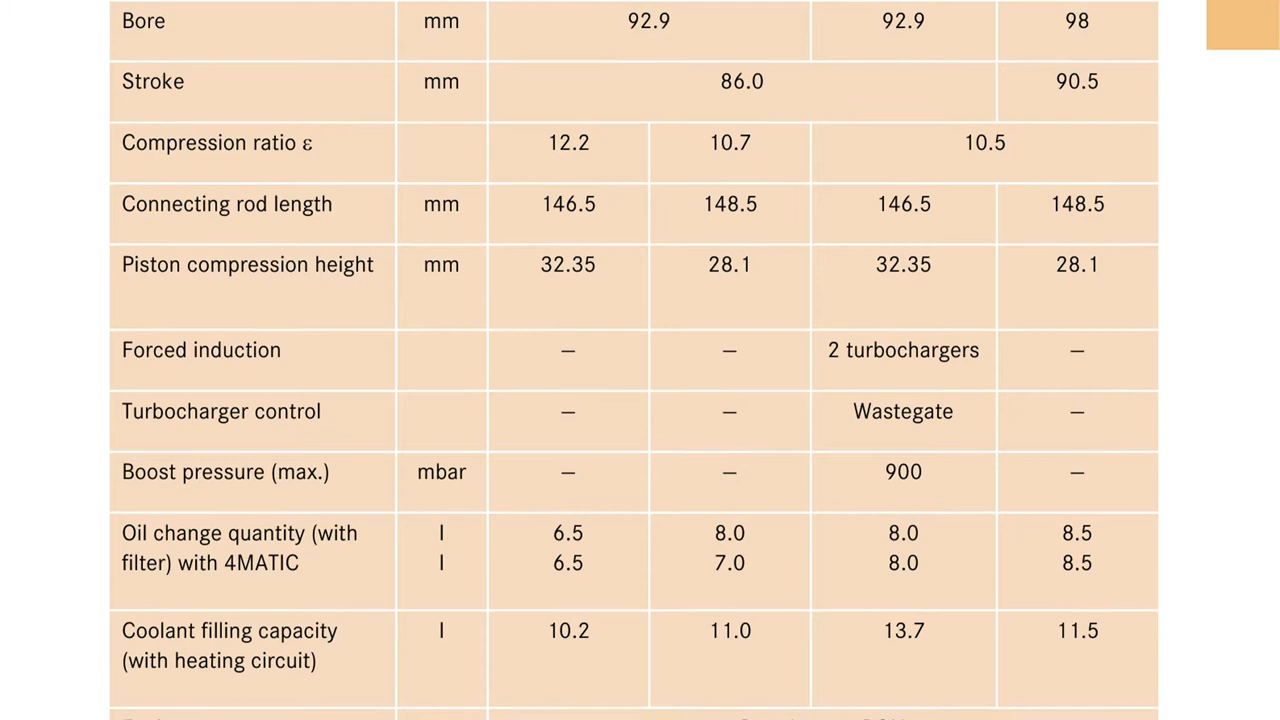 Bore mm 92.9 92.9 98
Stroke mm 86.0 90.5
Compression ratio ε 12.2 10.7 10.5
Connecting rod length mm 146.5 148.5 146.5 148.5
Piston compression height mm 32.35 28.1 32.35 28.1
Forced induction – – 2 turbochargers –
Turbocharger control – – Wastegate –
Boost pressure (max.) mbar – – 900 –
Oil change quantity (with l 6.5 8.0 8.0 8.5
filter) with 4MATIC l 6.5 7.0 8.0 8.5
Coolant filling capacity l 10.2 11.0 13.7 11.5
(with heating circuit)